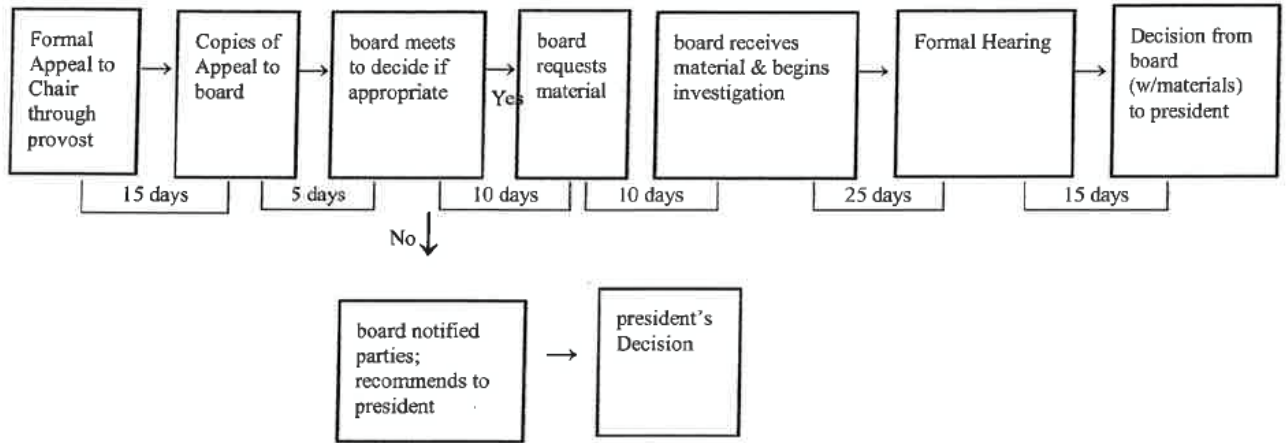 Formal
Appeal to
Chair
through
provost
Copies of
Appeal to
board
board meets
to decide if
appropriate
Yes
board
requests
material
board receives
material & begins
investigation
Formal Hearing
Decision from
board
(w/materials)
to president
15 days
5 days
10 days
10 days
25 days
15 days
No
board notified
parties;
recommends to
president
president's
Decision